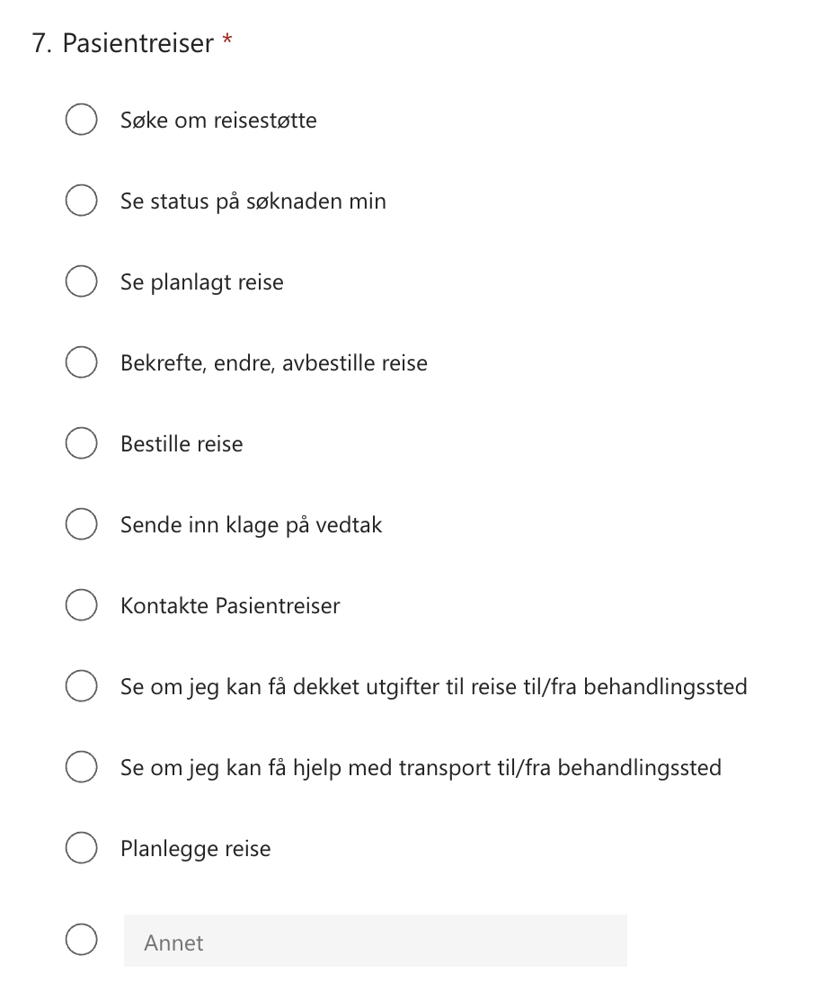 7. Pasientreiser *
Søke om reisestøtte
Se status på søknaden min
Se planlagt reise
Bekrefte, endre, avbestille reise
Bestille reise
Sende inn klage på vedtak
Kontakte Pasientreiser
Se om jeg kan få dekket utgifter til reise til/fra behandlingssted
Se om jeg kan få hjelp med transport til/fra behandlingssted
Planlegge reise
Annet